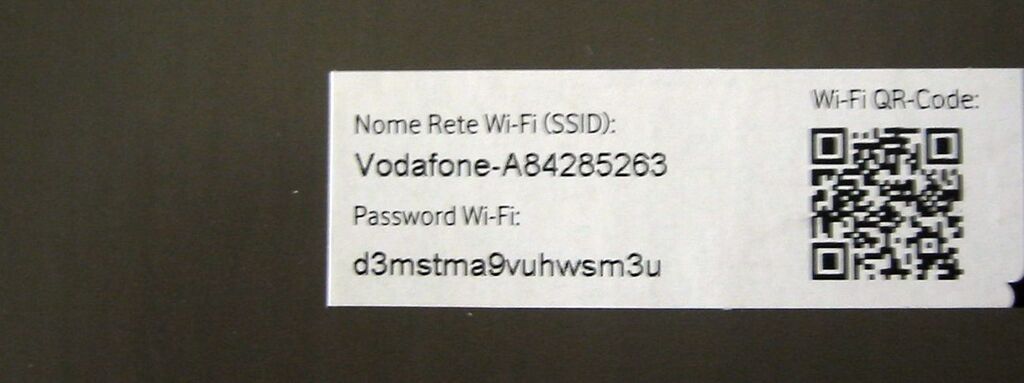 Wi-Fi QR-Code:
Nome Rete Wi-Fi (SSID):
Vodafone-A84285263
Password Wi-Fi:
d3mstma9vuhwsm3u